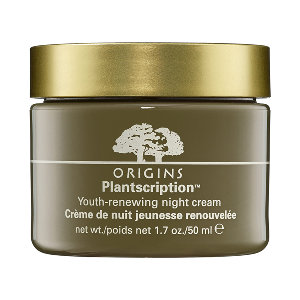 ORIGINS
Plantscription™
Youth-renewing night cream
Crème de nuit jeunesse renouvelée
net wt./poids net 1.7 oz/50 ml ℮